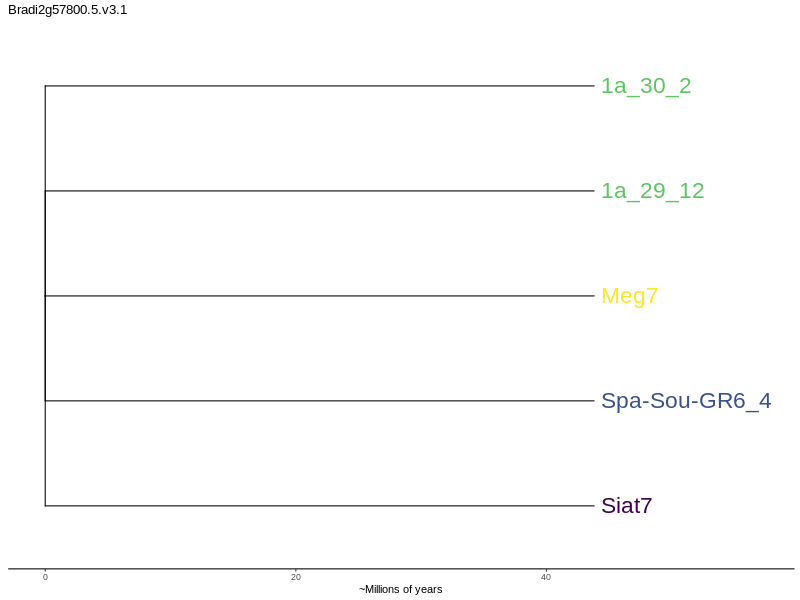 Bradi2g57800.5.v3.1
1a_30_2
1a_29_12
Meg7
Spa-Sou-GR6_4
Siat7
0 20 40
~Millions of years